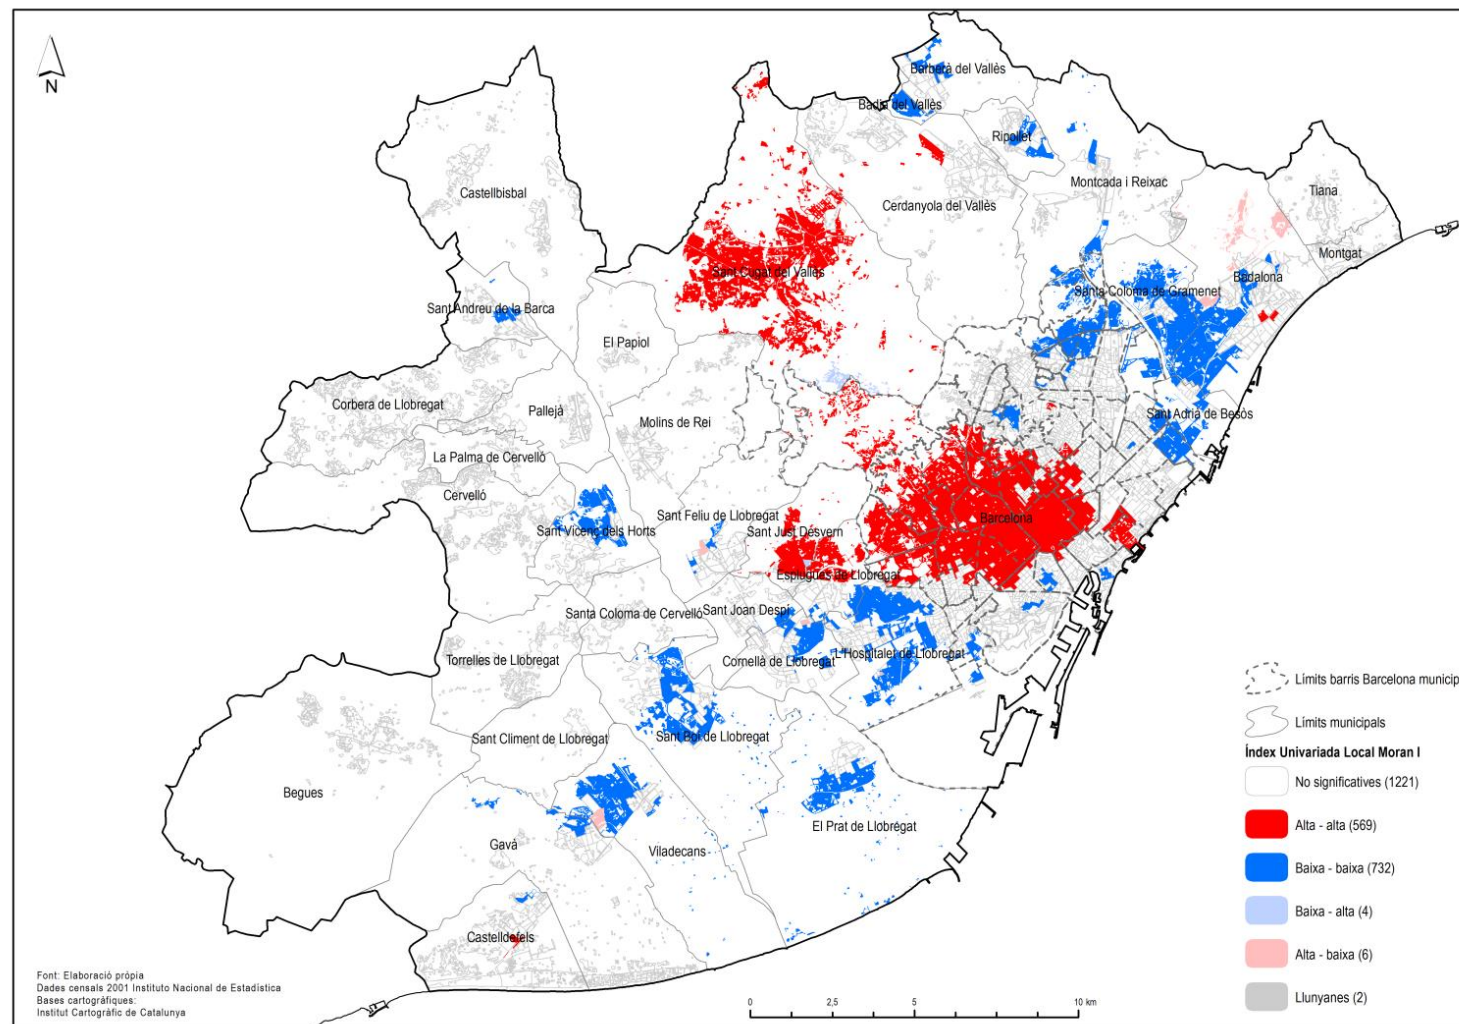 N
Barberà del Vallès
Badia del Vallès
Ripollet
Castellbisbal
Cerdanyola del Vallès
Montcada i Reixac
Tiana
Montgat
Badalona
Sant Cugat del Vallès
Santa Coloma de Gramenet
Sant Andreu de la Barca
El Papiol
Corbera de Llobregat
Pallejà
Molins de Rei
Sant Adrià de Besòs
La Palma de Cervelló
Cervelló
Sant Feliu de Llobregat
Sant Vicenç dels Horts
Sant Just Desvern
Barcelona
Esplugues de Llobregat
Santa Coloma de Cervelló
Sant Joan Despí
Torrelles de Llobregat
Cornellà de Llobregat
L'Hospitalet de Llobregat
Sant Climent de Llobregat
Sant Boi de Llobregat
Begues
El Prat de Llobregat
Gavà
Viladecans
Castelldefels
Límits barris Barcelona municip
Límits municipals
Índex Univariada Local Moran I
No significatives (1221)
Alta - alta (569)
Baixa - baixa (732)
Baixa - alta (4)
Alta - baixa (6)
Llunyanes (2)
Font: Elaboració pròpia
Dades censals 2001 Instituto Nacional de Estadística
Bases cartogràfiques:
Institut Cartogràfic de Catalunya
0 2,5 5 10 km